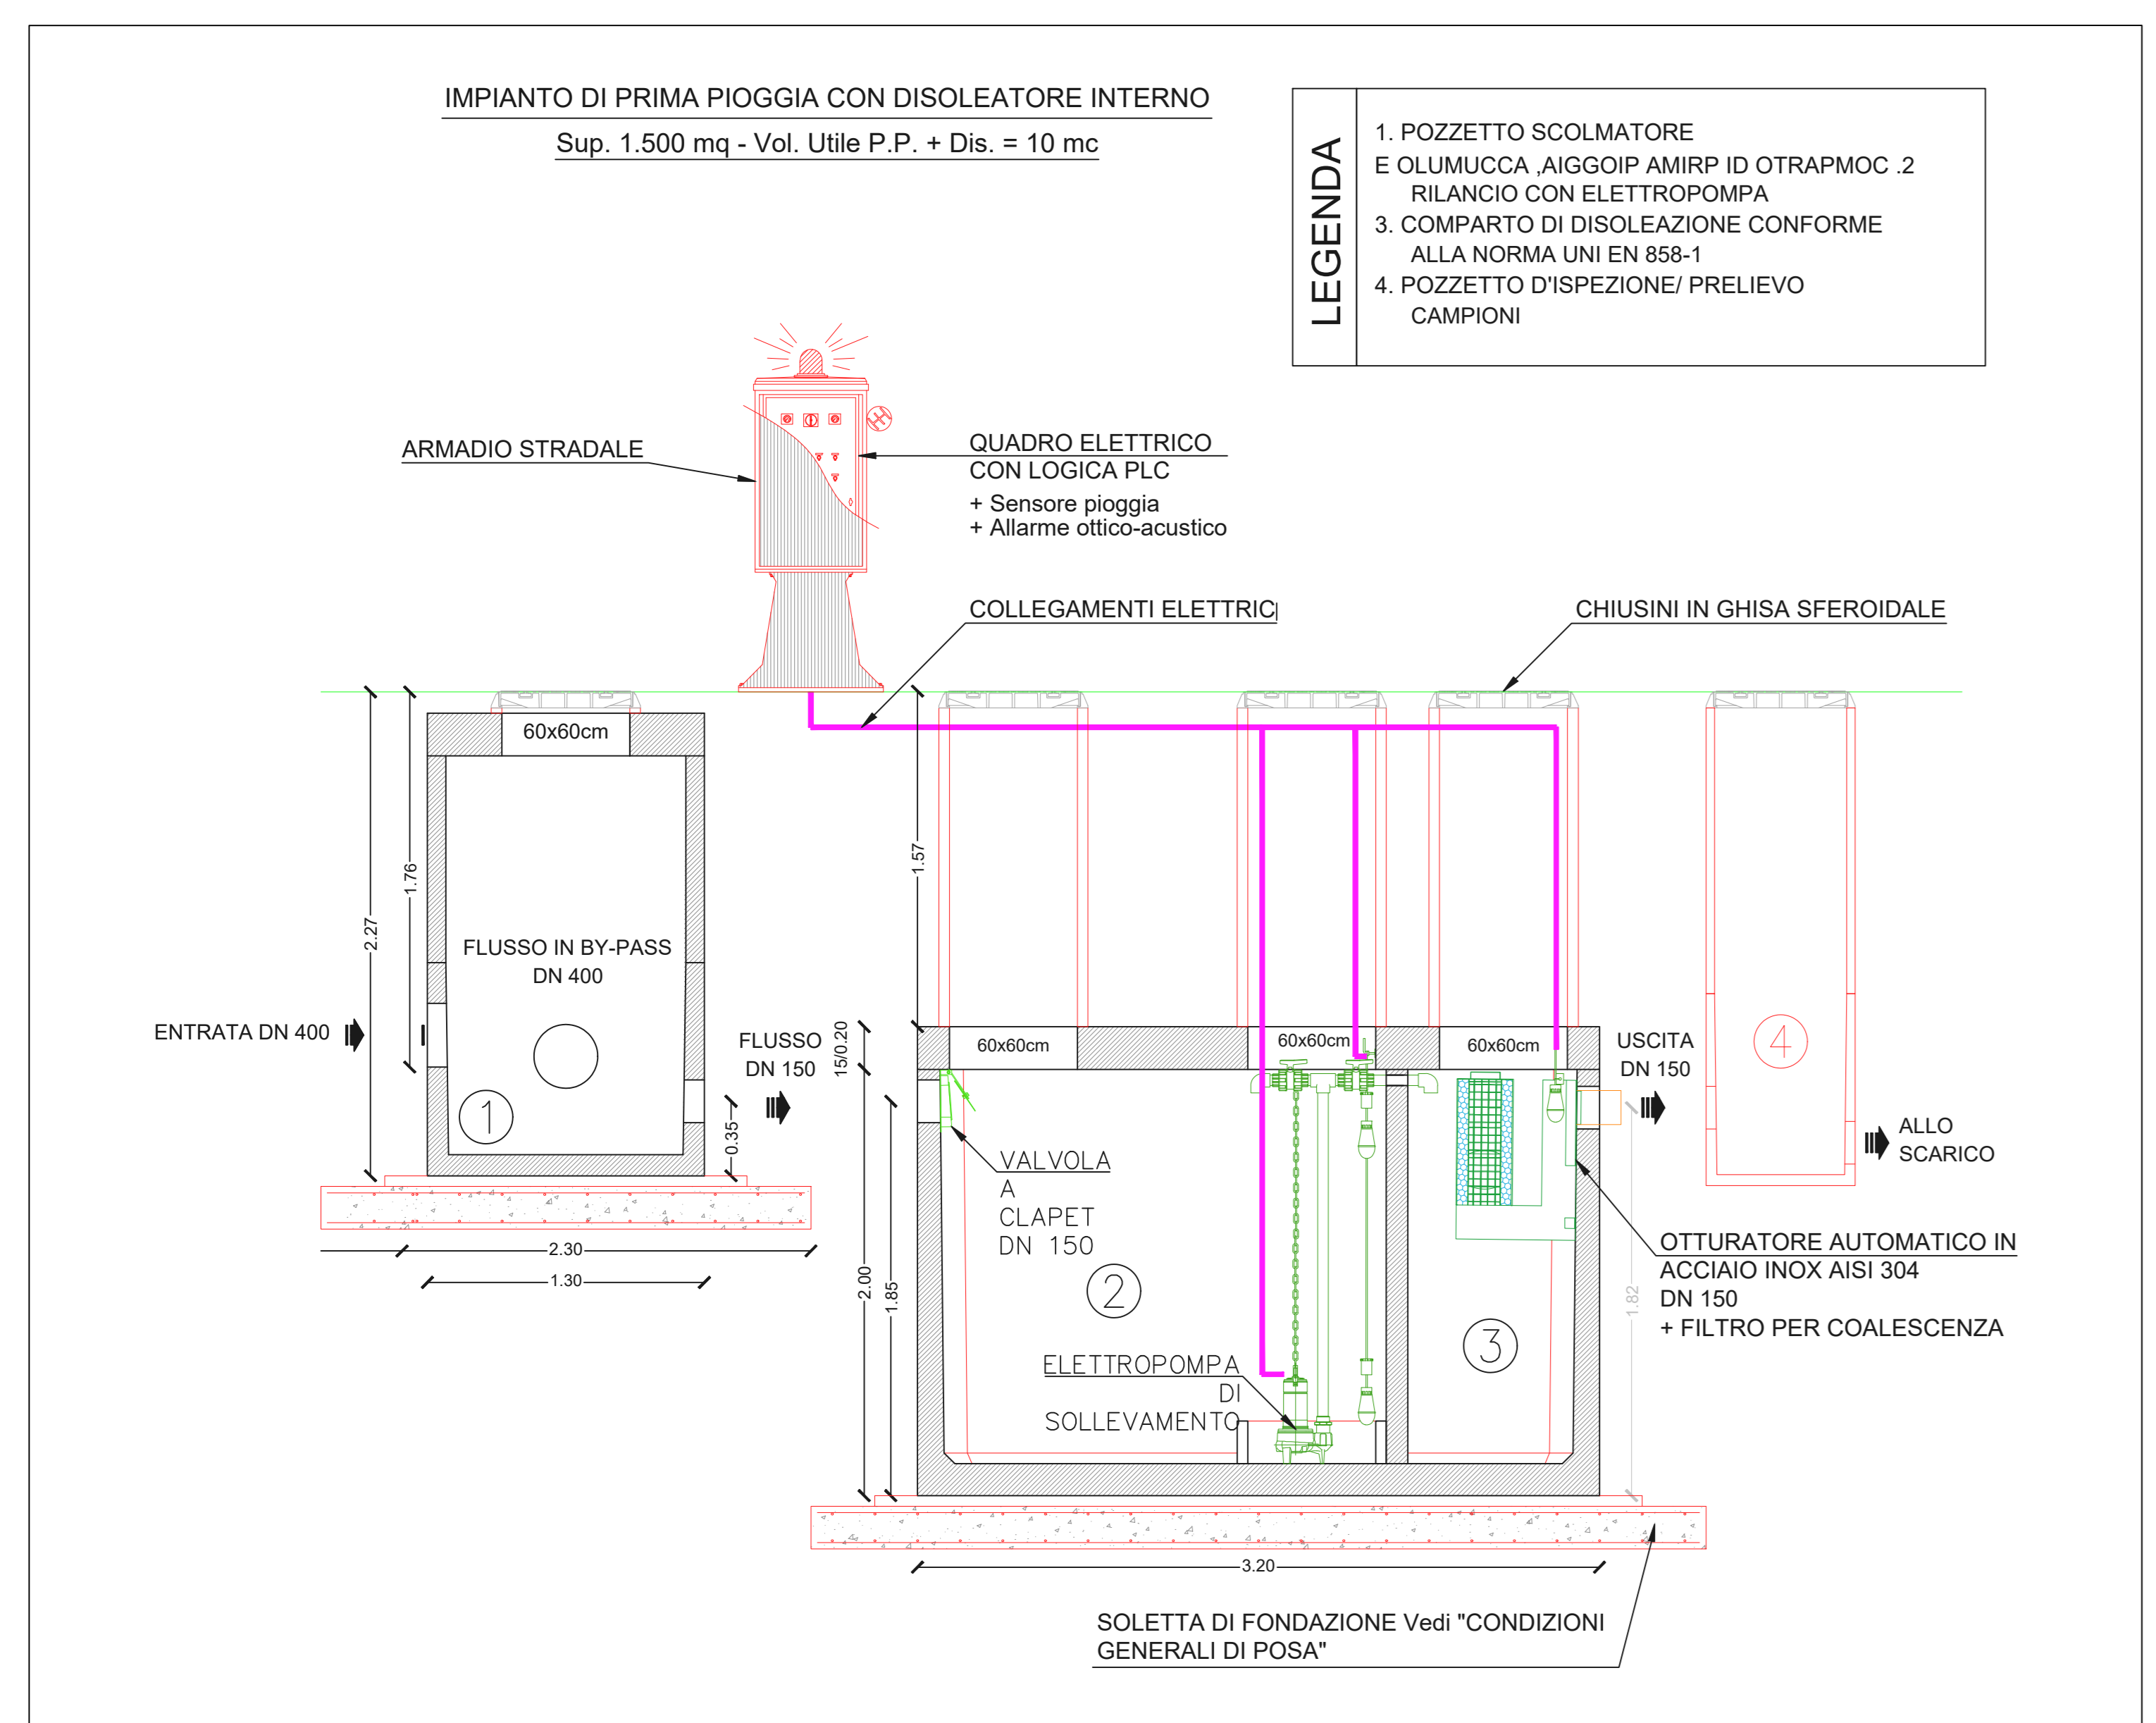 IMPIANTO DI PRIMA PIOGGIA CON DISOLEATORE INTERNO
Sup. 1.500 mq - Vol. Utile P.P. + Dis. = 10 mc
LEGENDA
1. POZZETTO SCOLMATORE
E OLUMUCCA ,AIGGOIP AMIRP ID OTRAPMOC .2
RILANCIO CON ELETTROPOMPA
3. COMPARTO DI DISOLEAZIONE CONFORME
ALLA NORMA UNI EN 858-1
4. POZZETTO D'ISPEZIONE/ PRELIEVO
CAMPIONI
ARMADIO STRADALE
QUADRO ELETTRICO
CON LOGICA PLC
+ Sensore pioggia
+ Allarme ottico-acustico
COLLEGAMENTI ELETTRICI
CHIUSINI IN GHISA SFEROIDALE
60x60cm
1.76
2.27
1.57
FLUSSO IN BY-PASS
DN 400
ENTRATA DN 400
1
FLUSSO
DN 150
0.35
15/0.20
60x60cm
60x60cm
60x60cm
USCITA
DN 150
4
ALLO
SCARICO
VALVOLA
A
CLAPET
DN 150
2.30
1.30
2.00
1.85
2
3
1.82
OTTURATORE AUTOMATICO IN
ACCIAIO INOX AISI 304
DN 150
+ FILTRO PER COALESCENZA
ELETTROPOMPA
DI
SOLLEVAMENTO
3.20
SOLETTA DI FONDAZIONE Vedi "CONDIZIONI
GENERALI DI POSA"